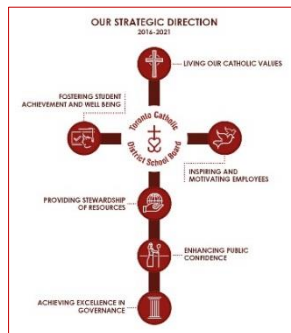 OUR STRATEGIC DIRECTION
2016-2021
LIVING OUR CATHOLIC VALUES
FOSTERING STUDENT
ACHIEVEMENT AND WELL BEING
Toronto Catholic
District School Board
INSPIRING AND
MOTIVATING EMPLOYEES
PROVIDING STEWARDSHIP
OF RESOURCES
ENHANCING PUBLIC
CONFIDENCE
ACHIEVING EXCELLENCE IN
GOVERNANCE